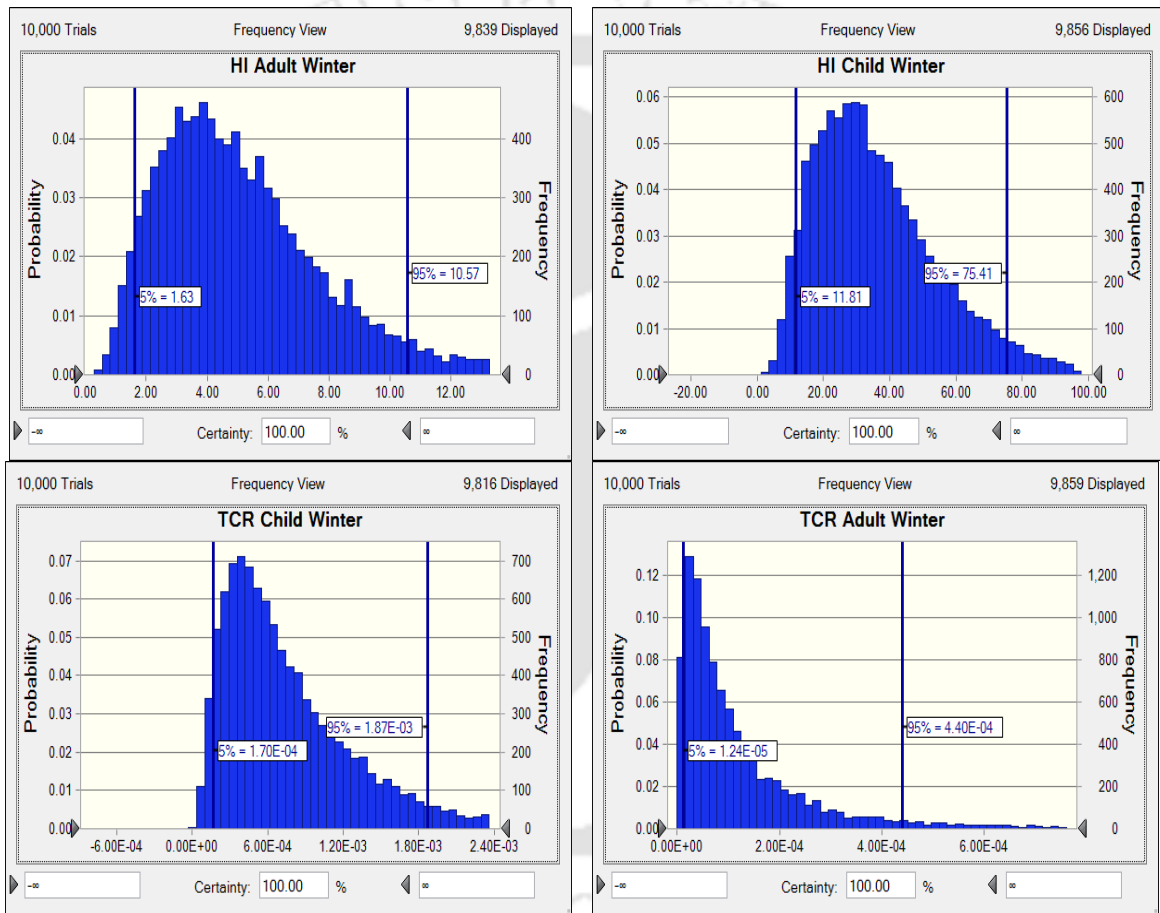 10,000 Trials Frequency View 9,839 Displayed
HI Adult Winter
Probability
Frequency
0.04
0.03
0.02
0.01
0.00
400
300
200
100
0
95% = 10.57
5% = 1.63
0.00 2.00 4.00 6.00 8.00 10.00 12.00
-∞ Certainty: 100.00 % ∞
10,000 Trials Frequency View 9,856 Displayed
HI Child Winter
Probability
Frequency
0.06
0.05
0.04
0.03
0.02
0.01
0.00
600
500
400
300
200
100
0
95% = 75.41
5% = 11.81
-20.00 0.00 20.00 40.00 60.00 80.00 100.00
-∞ Certainty: 100.00 % ∞
10,000 Trials Frequency View 9,816 Displayed
TCR Child Winter
Probability
Frequency
0.07
0.06
0.05
0.04
0.03
0.02
0.01
0.00
700
600
500
400
300
200
100
0
95% = 1.87E-03
5% = 1.70E-04
-6.00E-04 0.00E+00 6.00E-04 1.20E-03 1.80E-03 2.40E-03
-∞ Certainty: 100.00 % ∞
10,000 Trials Frequency View 9,859 Displayed
TCR Adult Winter
Probability
Frequency
0.12
0.10
0.08
0.06
0.04
0.02
0.00
1,200
1,000
800
600
400
200
0
95% = 4.40E-04
5% = 1.24E-05
0.00E+00 2.00E-04 4.00E-04 6.00E-04
-∞ Certainty: 100.00 % ∞